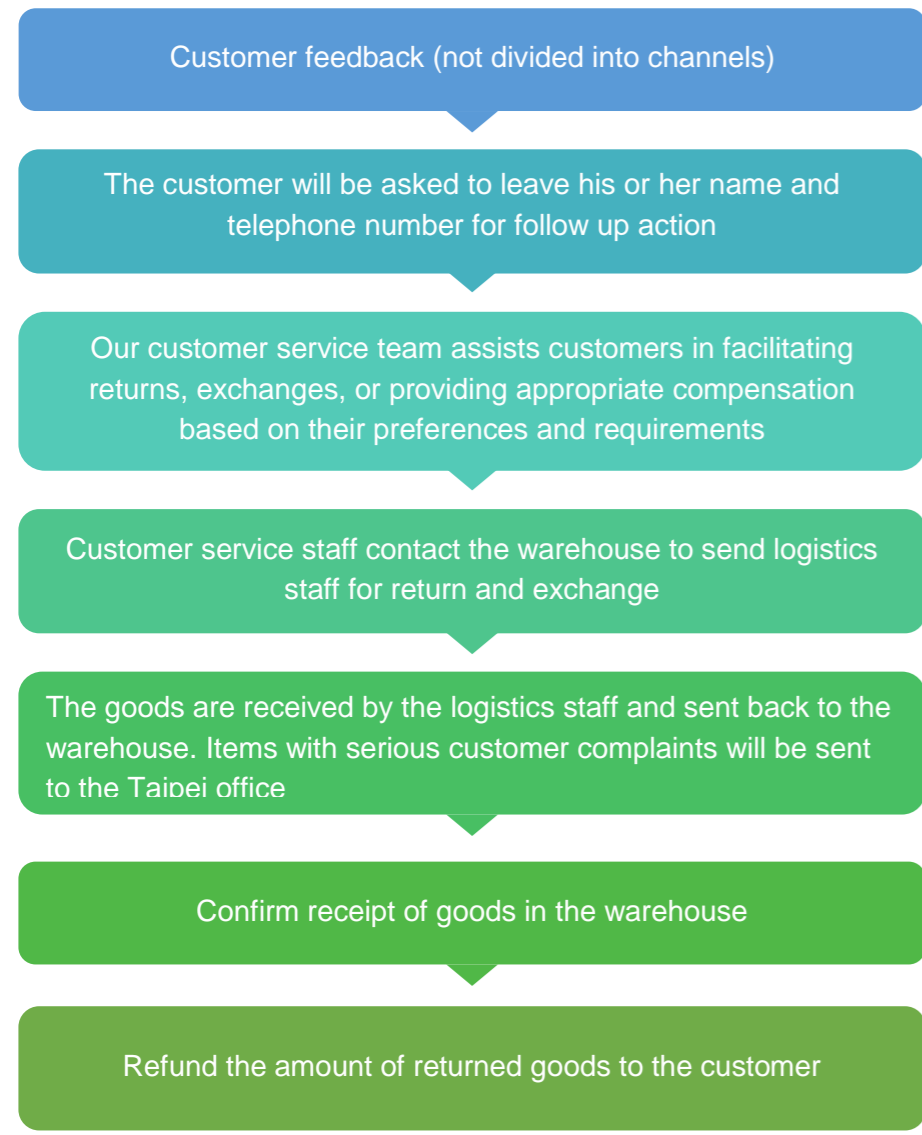 Customer feedback (not divided into channels)
The customer will be asked to leave his or her name and
telephone number for follow up action
Our customer service team assists customers in facilitating
returns, exchanges, or providing appropriate compensation
based on their preferences and requirements
Customer service staff contact the warehouse to send logistics
staff for return and exchange
The goods are received by the logistics staff and sent back to the
warehouse. Items with serious customer complaints will be sent
to the Taipei office
Confirm receipt of goods in the warehouse
Refund the amount of returned goods to the customer